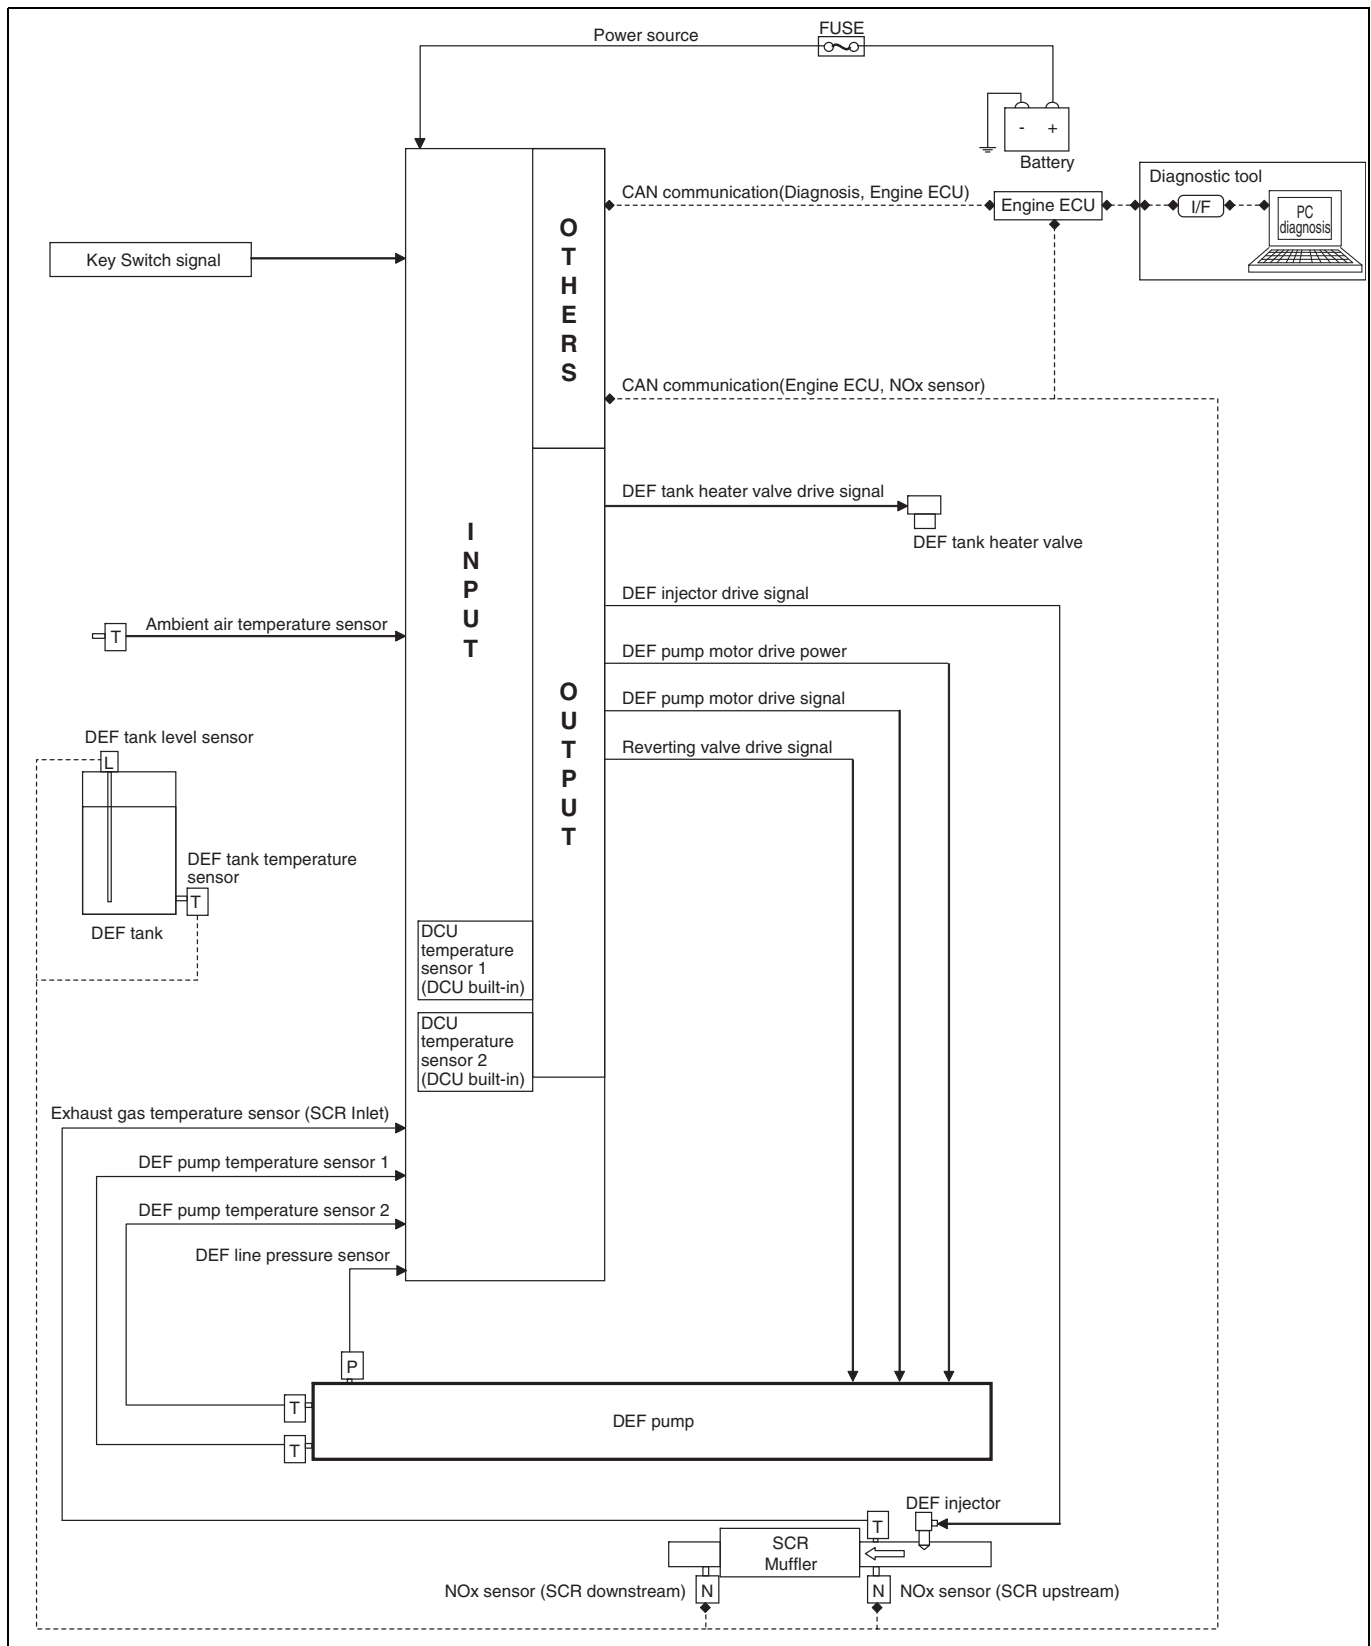 FUSE
Power source
- +
Battery
Diagnostic tool
CAN communication(Diagnosis, Engine ECU)
Engine ECU
I/F
PC
diagnosis
Key Switch signal
OTHERS
CAN communication(Engine ECU, NOx sensor)
DEF tank heater valve drive signal
DEF tank heater valve
INPUT
DEF injector drive signal
Ambient air temperature sensor
T
DEF pump motor drive power
OUTPUT
DEF pump motor drive signal
Reverting valve drive signal
DEF tank level sensor
L
DEF tank temperature
sensor
T
DEF tank
DCU
temperature
sensor 1
(DCU built-in)
DCU
temperature
sensor 2
(DCU built-in)
Exhaust gas temperature sensor (SCR Inlet)
DEF pump temperature sensor 1
DEF pump temperature sensor 2
DEF line pressure sensor
P
T
DEF pump
T
DEF injector
T
SCR
Muffler
NOx sensor (SCR downstream)
N
N
NOx sensor (SCR upstream)